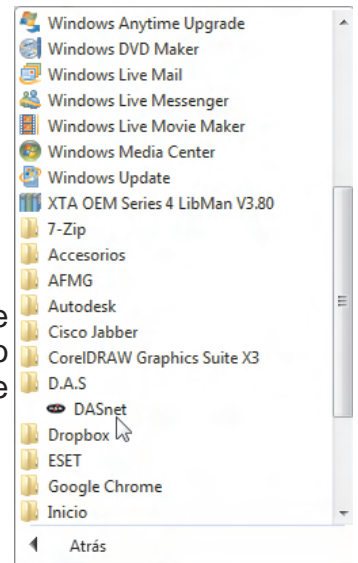 Windows Anytime Upgrade
Windows DVD Maker
Windows Live Mail
Windows Live Messenger
Windows Live Movie Maker
Windows Media Center
Windows Update
XTA OEM Series 4 LibMan V3.80
7-Zip
Accesorios
AFMG
Autodesk
e
Cisco Jabber
o
CorelDRAW Graphics Suite X3
e
D.A.S
DASnet
Dropbox
ESET
Google Chrome
Inicio
Atrás